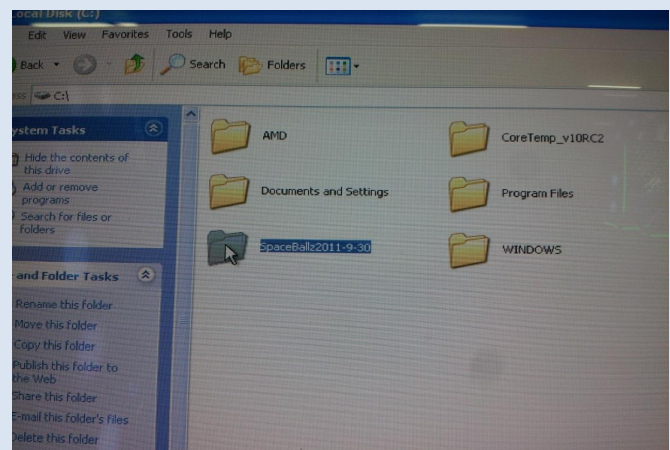 Local Disk (C:)
Edit View Favorites Tools Help
Back Search Folders
C:\
System Tasks
Hide the contents of
this drive
Add or remove
programs
Search for files or
folders
and Folder Tasks
Rename this folder
Move this folder
Copy this folder
Publish this folder to
the Web
Share this folder
E-mail this folder's files
Delete this folder
AMD
CoreTemp_v10RC2
Documents and Settings
Program Files
SpaceBallz2011-9-30
WINDOWS